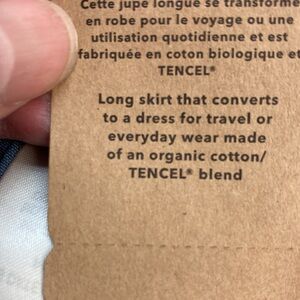 Cette jupe longue se transforme
en robe pour le voyage ou une
utilisation quotidienne et est
fabriquée en coton biologique et
TENCEL®
Long skirt that converts
to a dress for travel or
everyday wear made
of an organic cotton/
TENCEL® blend